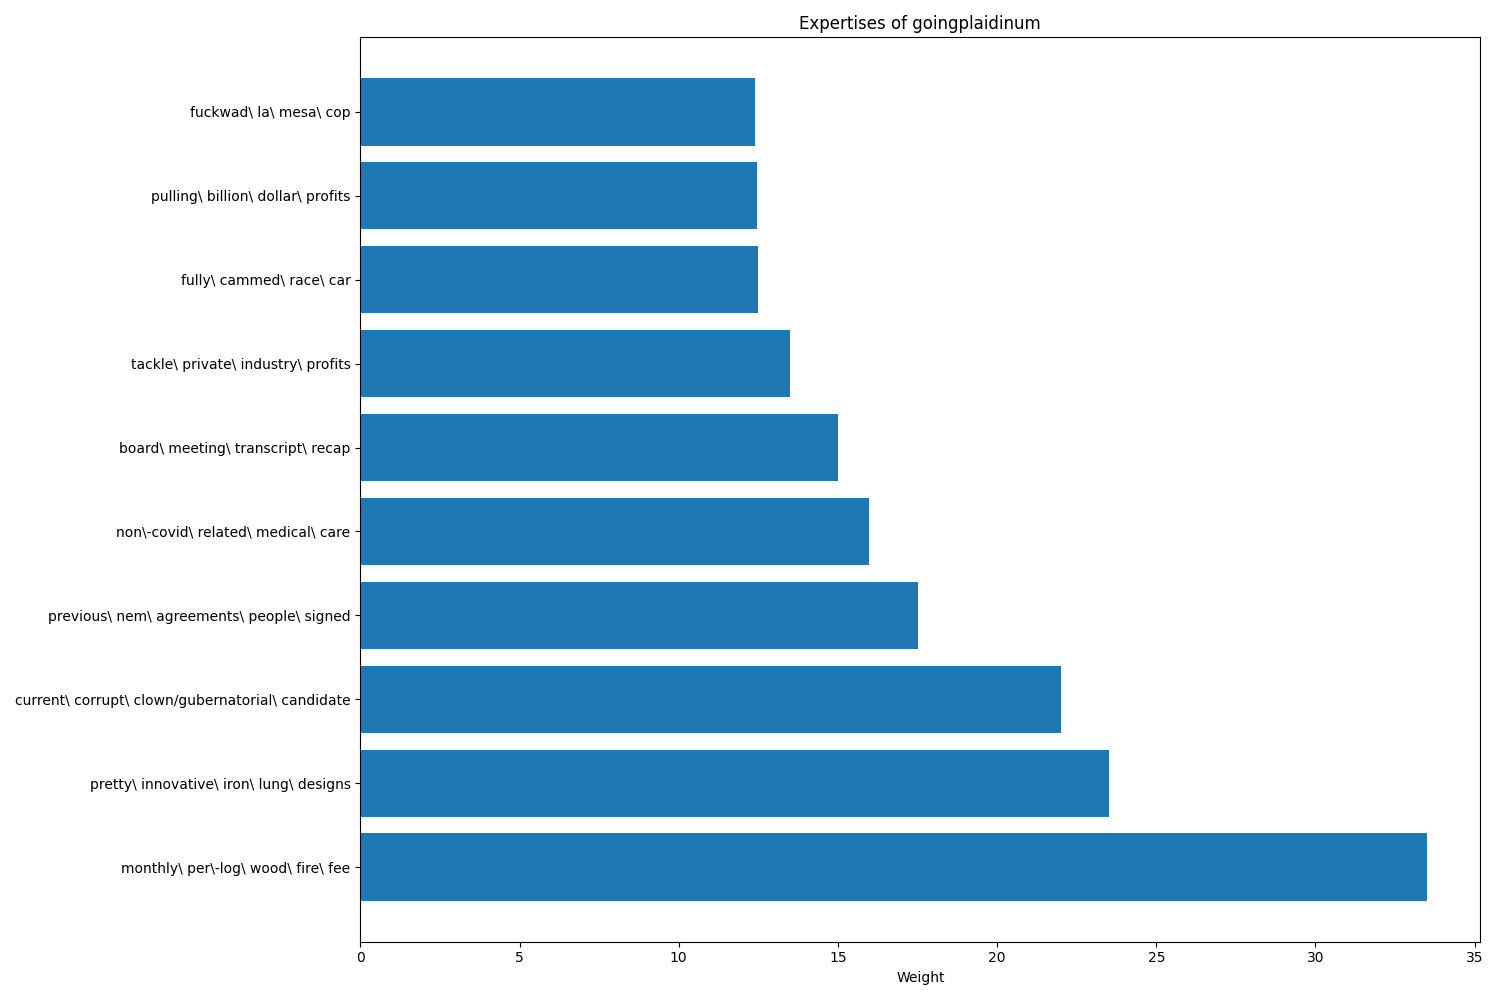 Expertises of goingplaidinum
fuckwad\ la\ mesa\ cop
pulling\ billion\ dollar\ profits
fully\ cammed\ race\ car
tackle\ private\ industry\ profits
board\ meeting\ transcript\ recap
non\-covid\ related\ medical\ care
previous\ nem\ agreements\ people\ signed
current\ corrupt\ clown/gubernatorial\ candidate
pretty\ innovative\ iron\ lung\ designs
monthly\ per\-log\ wood\ fire\ fee
0 5 10 15 20 25 30 35
Weight